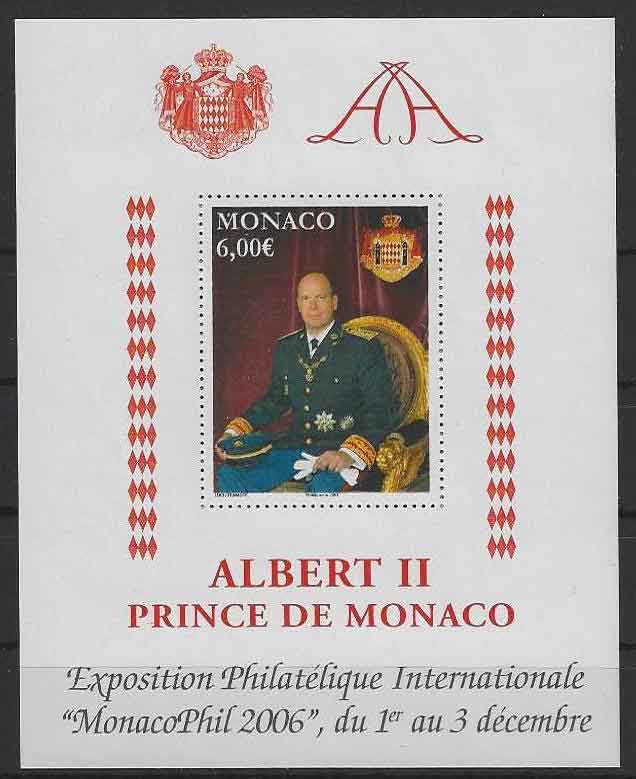 MONACO
6,00€
ALBERT II
PRINCE DE MONACO
Exposition Philatélique Internationale
“MonacoPhil 2006”, du 1er au 3 décembre